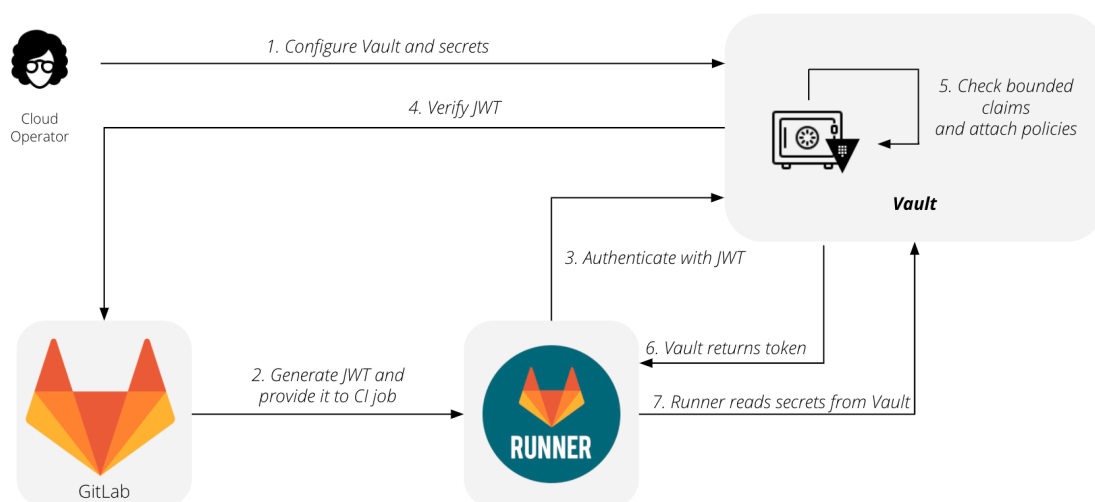 1. Configure Vault and secrets
Cloud
Operator
4. Verify JWT
5. Check bounded
claims
and attach policies
Vault
3. Authenticate with JWT
6. Vault returns token
2. Generate JWT and
provide it to CI job
7. Runner reads secrets from Vault
RUNNER
GitLab